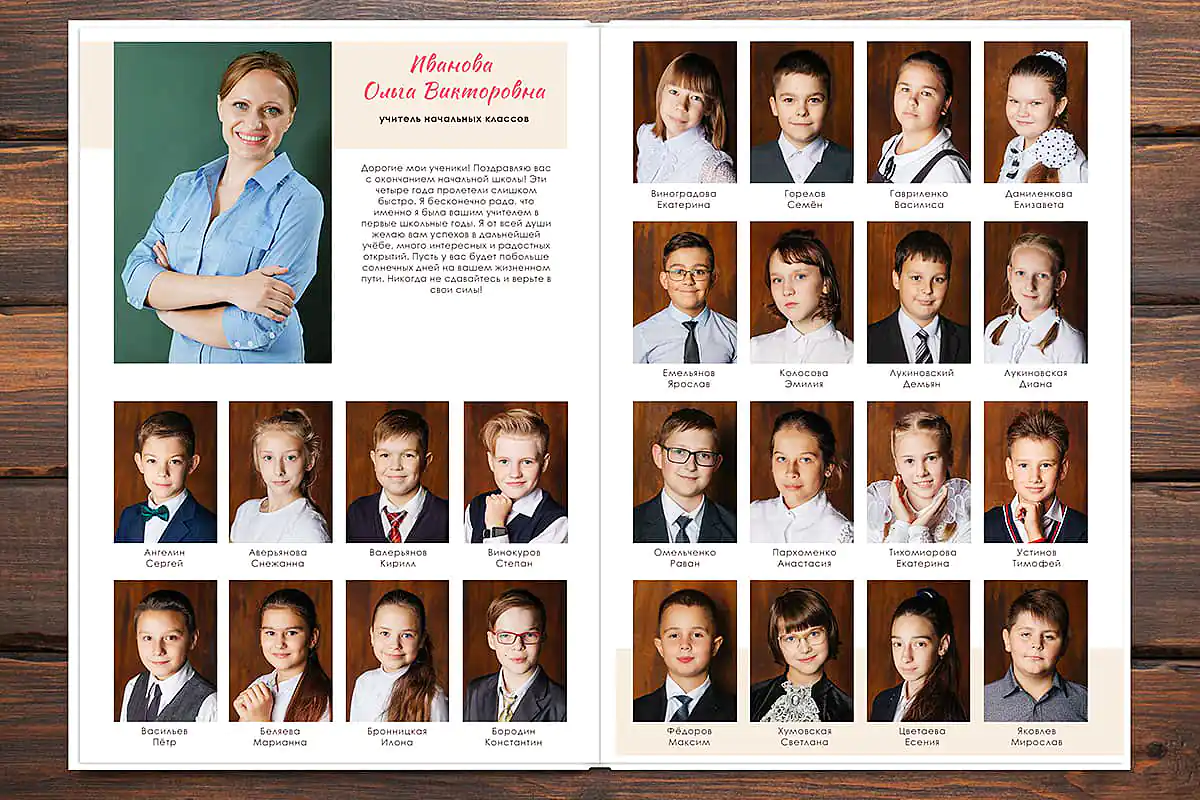 Иванова
Ольга Викторовна
учитель начальных классов
Дорогие мои ученики! Поздравляю вас
с окончанием начальной школы! Эти
четыре года пролетели слишком
быстро. Я бесконечно рада, что
именно я была вашим учителем в
первые школьные годы. Я от всей души
желаю вам успехов в дальнейшей
учёбе, много интересных и радостных
открытий. Пусть у вас будет побольше
солнечных дней на вашем жизненном
пути. Никогда не сдавайтесь и верьте в
свои силы!
Ангелин
Сергей
Аверьянова
Снежанна
Валерьянов
Кирилл
Винокуров
Степан
Васильев
Пётр
Беляева
Марианна
Бронницкая
Илона
Бородин
Константин
Виноградова
Екатерина
Горелов
Семён
Гавриленко
Василиса
Даниленкова
Елизавета
Емельянов
Ярослав
Колосова
Эмилия
Лукиновский
Демьян
Лукиновская
Диана
Омельченко
Раван
Пархоменко
Анастасия
Тихомиорова
Екатерина
Устинов
Тимофей
Фёдоров
Максим
Хумовская
Светлана
Цветаева
Есения
Яковлев
Мирослав